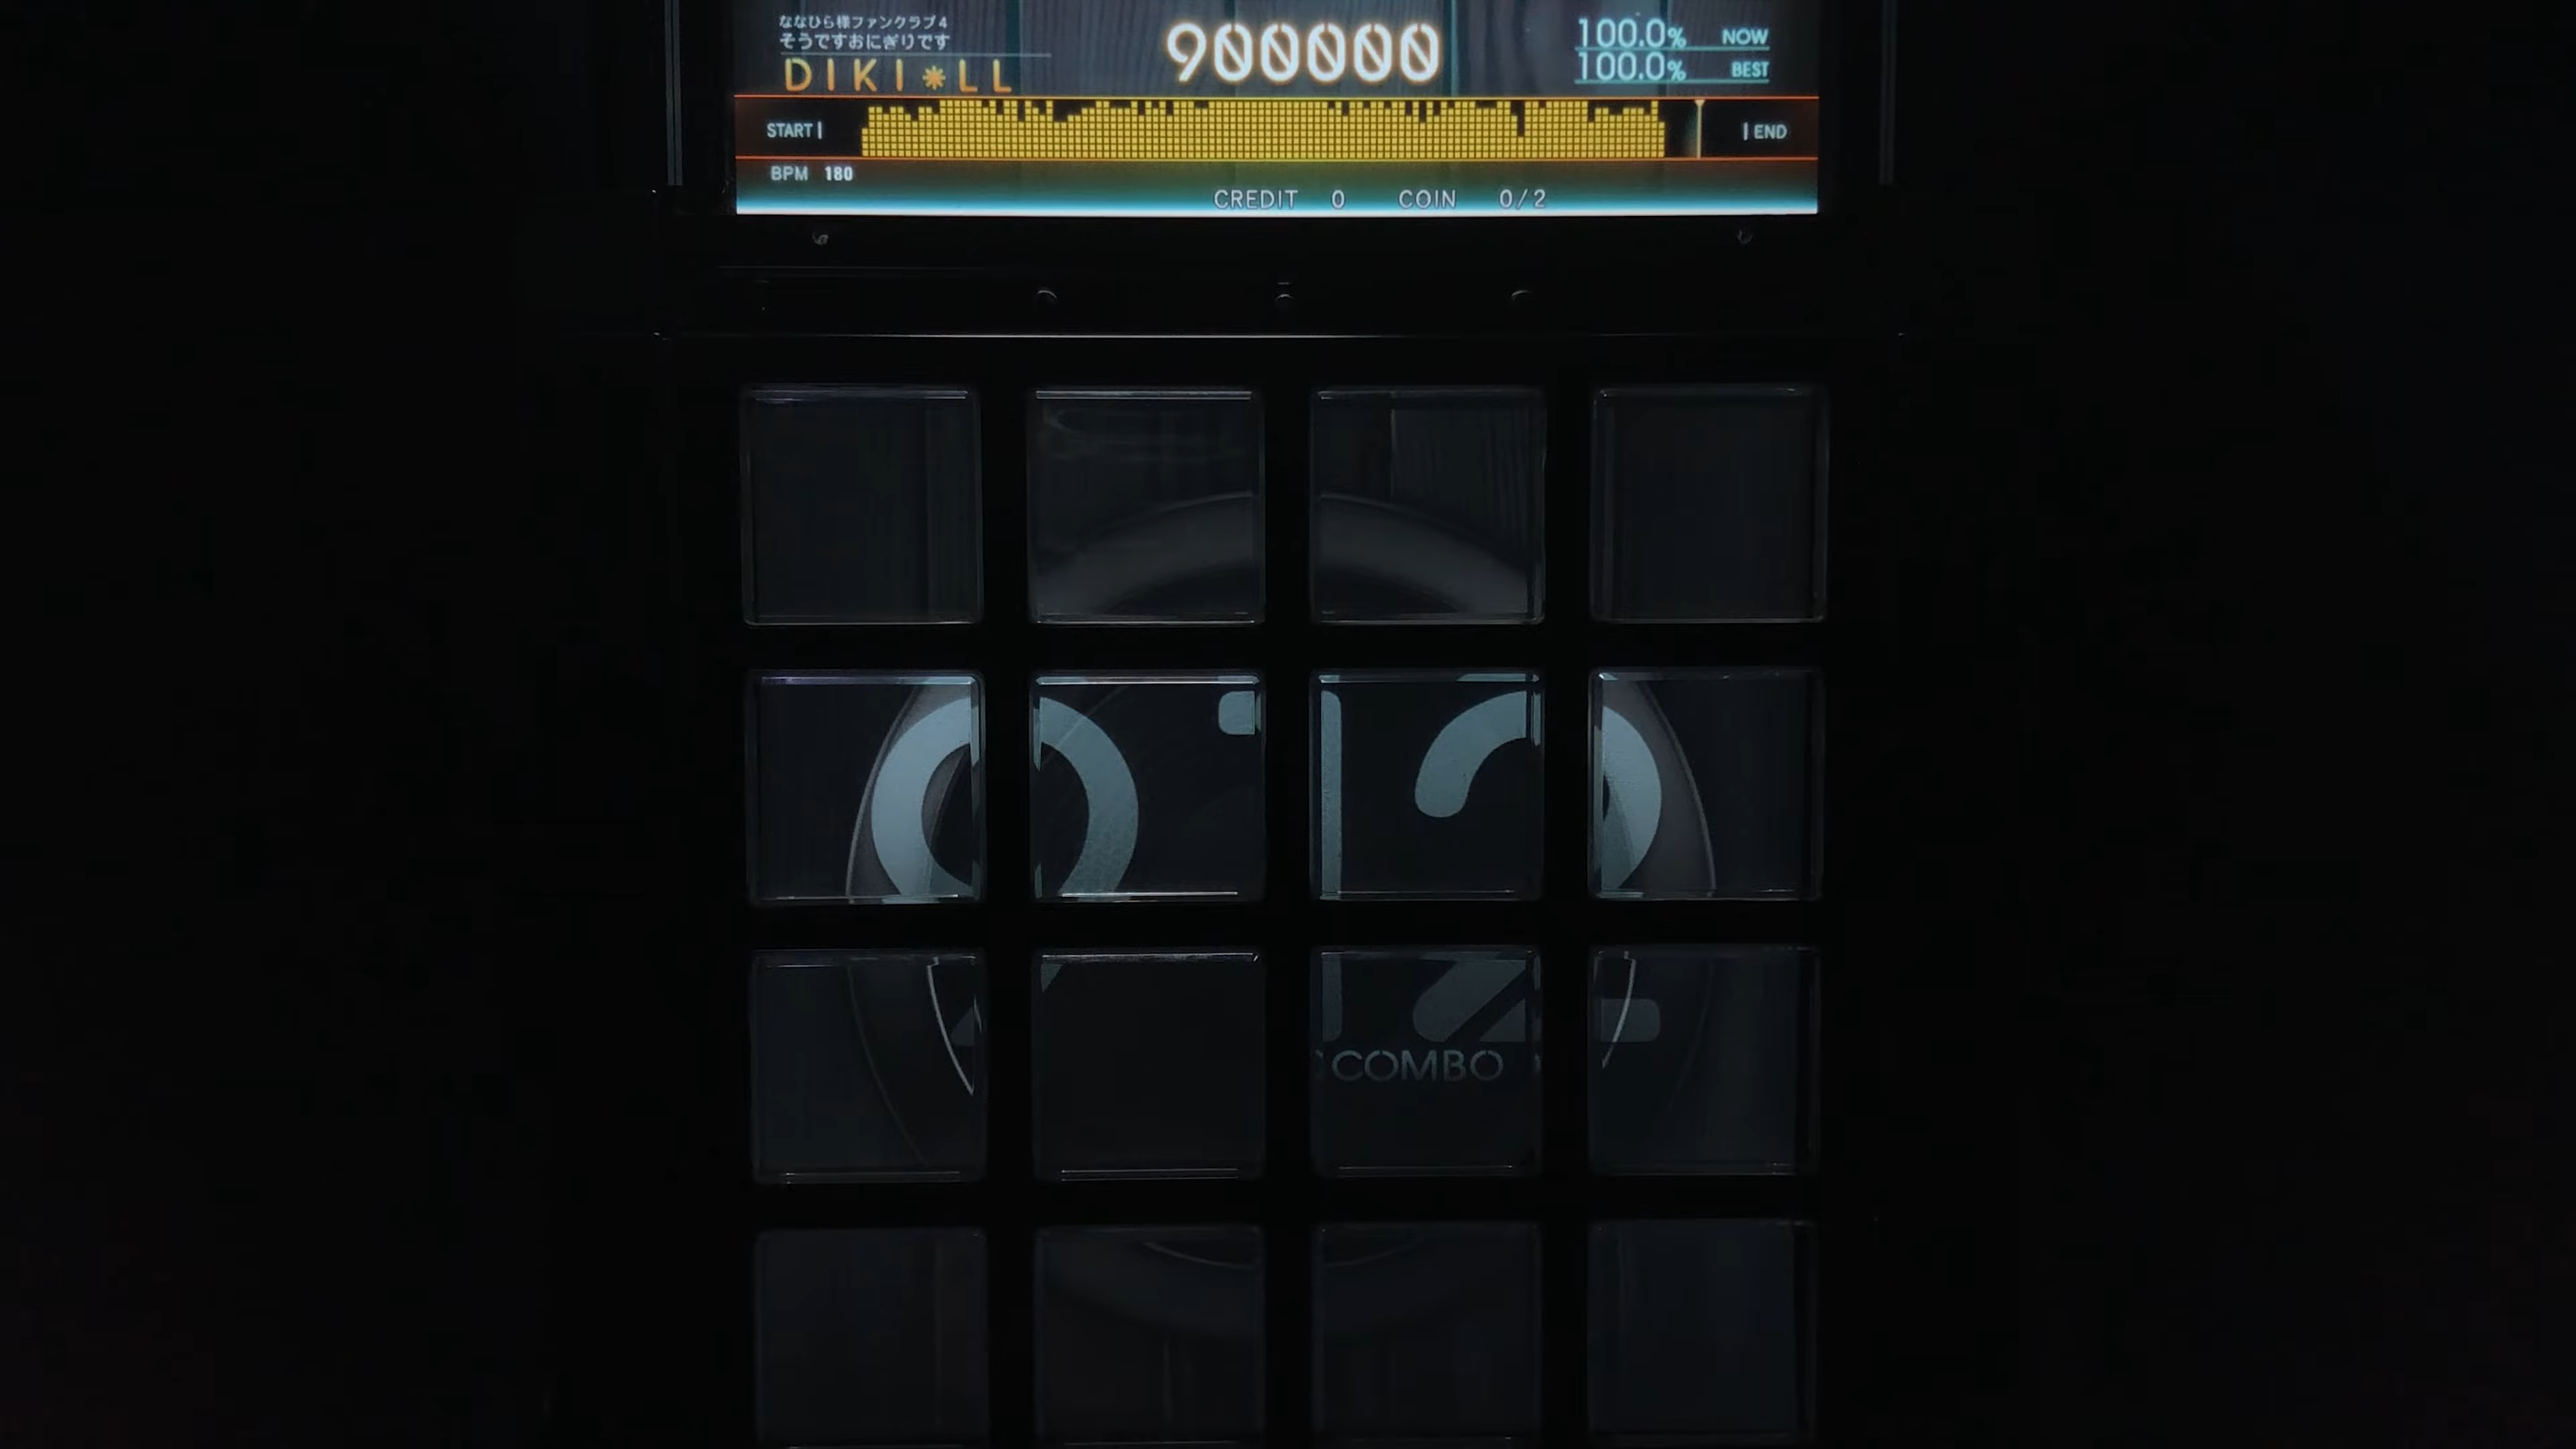 ななひら様ファンクラブ4
そうですおにぎりです
DIKI*LL
900000
100.0% NOW
100.0% BEST
START
END
BPM 180
CREDIT 0 COIN 0/2
912
COMBO